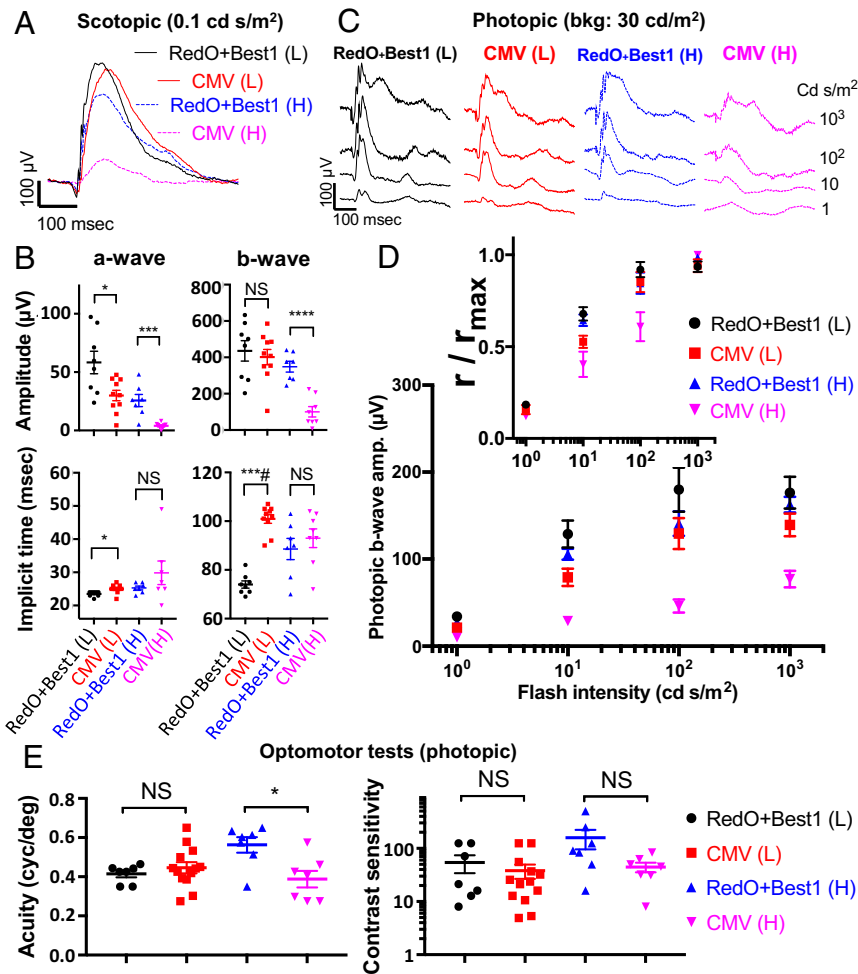 A
Scotopic (0.1 cd s/m²)
RedO+Best1 (L)
CMV (L)
RedO+Best1 (H)
CMV (H)
100 µV
100 msec
C
Photopic (bkg: 30 cd/m²)
RedO+Best1 (L) CMV (L) RedO+Best1 (H) CMV (H)
Cd s/m²
10³
10²
10
1
100 µV
100 msec
B
a-wave b-wave
Amplitude (µV)
100
50
0
* ***
800
600
400
200
0
NS ****
Implicit time (msec)
60
50
40
30
20
* NS
120
100
80
60
***# NS
RedO+Best1 (L)
CMV (L)
RedO+Best1 (H)
CMV(H)
RedO+Best1 (L)
CMV (L)
RedO+Best1 (H)
CMV(H)
D
r / rmax
1.0
0.5
0.0
10⁰ 10¹ 10² 10³
RedO+Best1 (L)
CMV (L)
RedO+Best1 (H)
CMV (H)
Photopic b-wave amp. (µV)
300
200
100
0
10⁰ 10¹ 10² 10³
Flash intensity (cd s/m²)
E
Optomotor tests (photopic)
Acuity (cyc/deg)
0.8
0.6
0.4
0.2
0.0
NS *
Contrast sensitivity
1000
100
10
1
NS NS
RedO+Best1 (L)
CMV (L)
RedO+Best1 (H)
CMV (H)